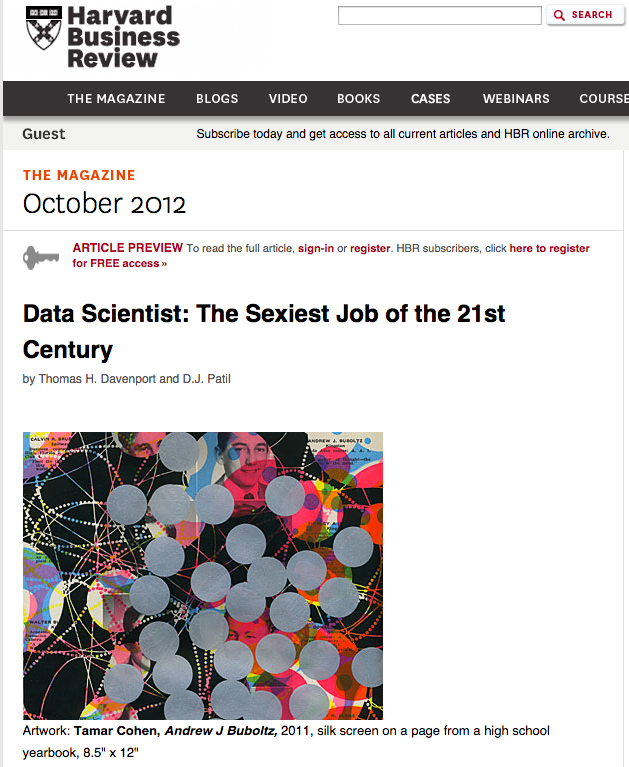 Harvard
Business
Review
SEARCH
THE MAGAZINE BLOGS VIDEO BOOKS CASES WEBINARS COURSE
Guest Subscribe today and get access to all current articles and HBR online archive.
THE MAGAZINE
October 2012
ARTICLE PREVIEW To read the full article, sign-in or register. HBR subscribers, click here to register
for FREE access »
Data Scientist: The Sexiest Job of the 21st
Century
by Thomas H. Davenport and D.J. Patil
ANDREW J. BUBOLTZ
Artwork: Tamar Cohen, Andrew J Buboltz, 2011, silk screen on a page from a high school
yearbook, 8.5" x 12"